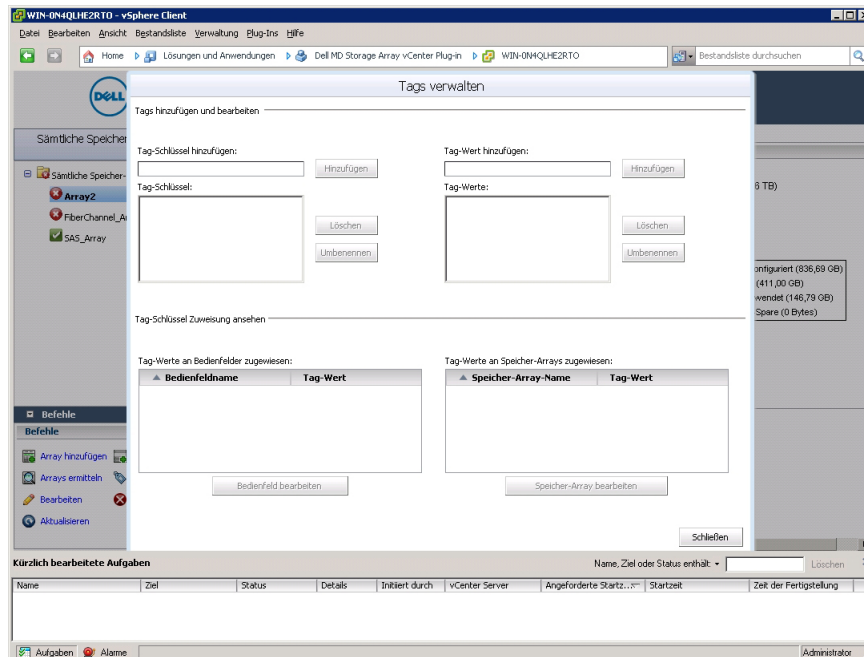 WIN-0N4QLHE2RTO - vSphere Client
Datei Bearbeiten Ansicht Bestandsliste Verwaltung Plug-Ins Hilfe
Home Lösungen und Anwendungen Dell MD Storage Array vCenter Plug-in WIN-0N4QLHE2RTO Bestandsliste durchsuchen
DELL
Tags verwalten
Tags hinzufügen und bearbeiten
Sämtliche Speicher
Tag-Schlüssel hinzufügen: Tag-Wert hinzufügen:
Hinzufügen Hinzufügen
Sämtliche Speicher-
Tag-Schlüssel: Tag-Werte:
6 TB)
Array2
FiberChannel_A
Löschen Löschen
SAS_Array
Umbenennen Umbenennen
onfiguriert (836,69 GB)
(411,00 GB)
wendet (146,79 GB)
Spare (0 Bytes)
Tag-Schlüssel Zuweisung ansehen
Tag-Werte an Bedienfelder zugewiesen: Tag-Werte an Speicher-Arrays zugewiesen:
Bedienfeldname Tag-Wert Speicher-Array-Name Tag-Wert
Befehle
Befehle
Array hinzufügen
Arrays ermitteln
Bedienfeld bearbeiten Speicher-Array bearbeiten
Bearbeiten
Aktualisieren
Schließen
Kürzlich bearbeitete Aufgaben Name, Ziel oder Status enthält: Löschen
Name Ziel Status Details Initiiert durch vCenter Server Angeforderte Startz... Startzeit Zeit der Fertigstellung
Aufgaben Alarme Administrator